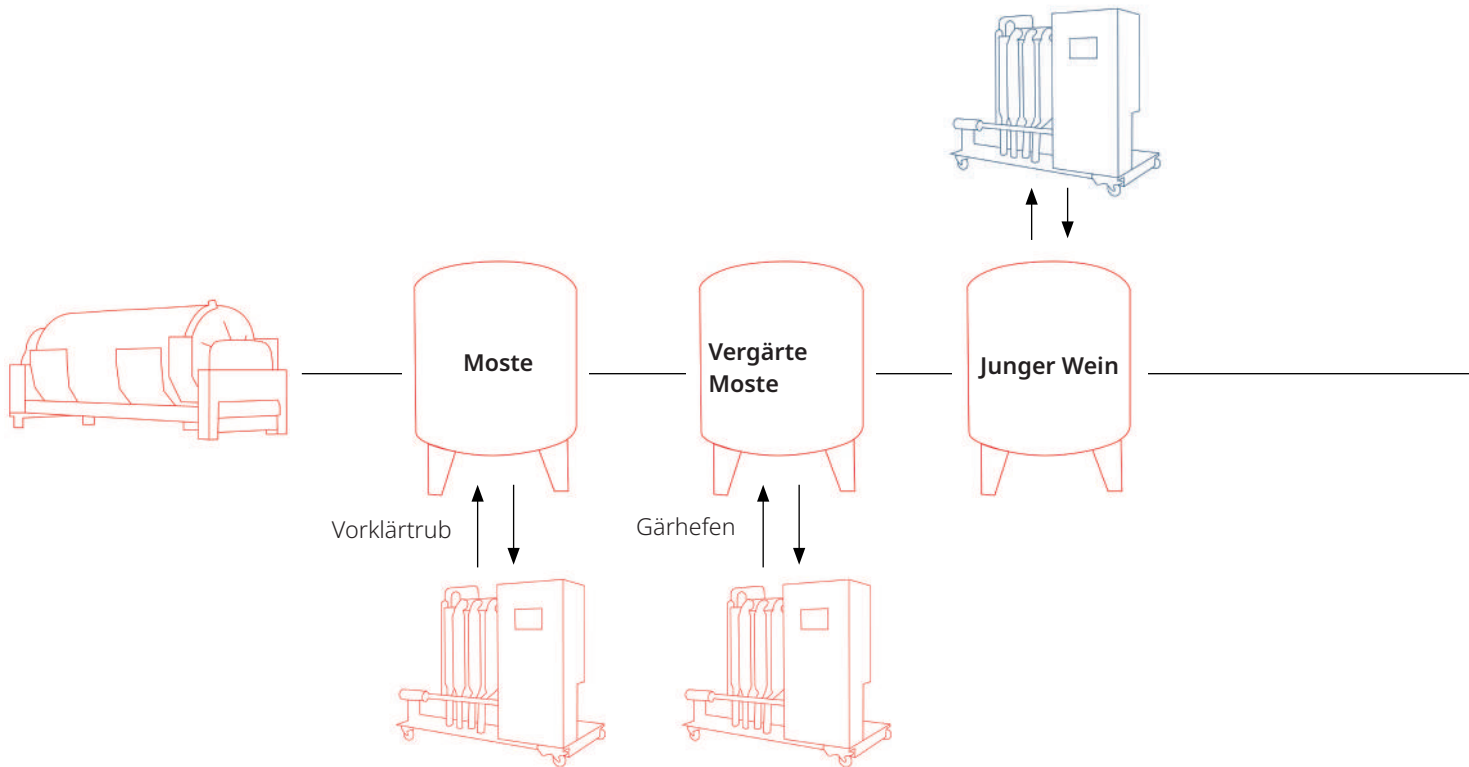 Moste
Vergärte
Moste
Junger Wein
Vorklärtrub
Gärhefen